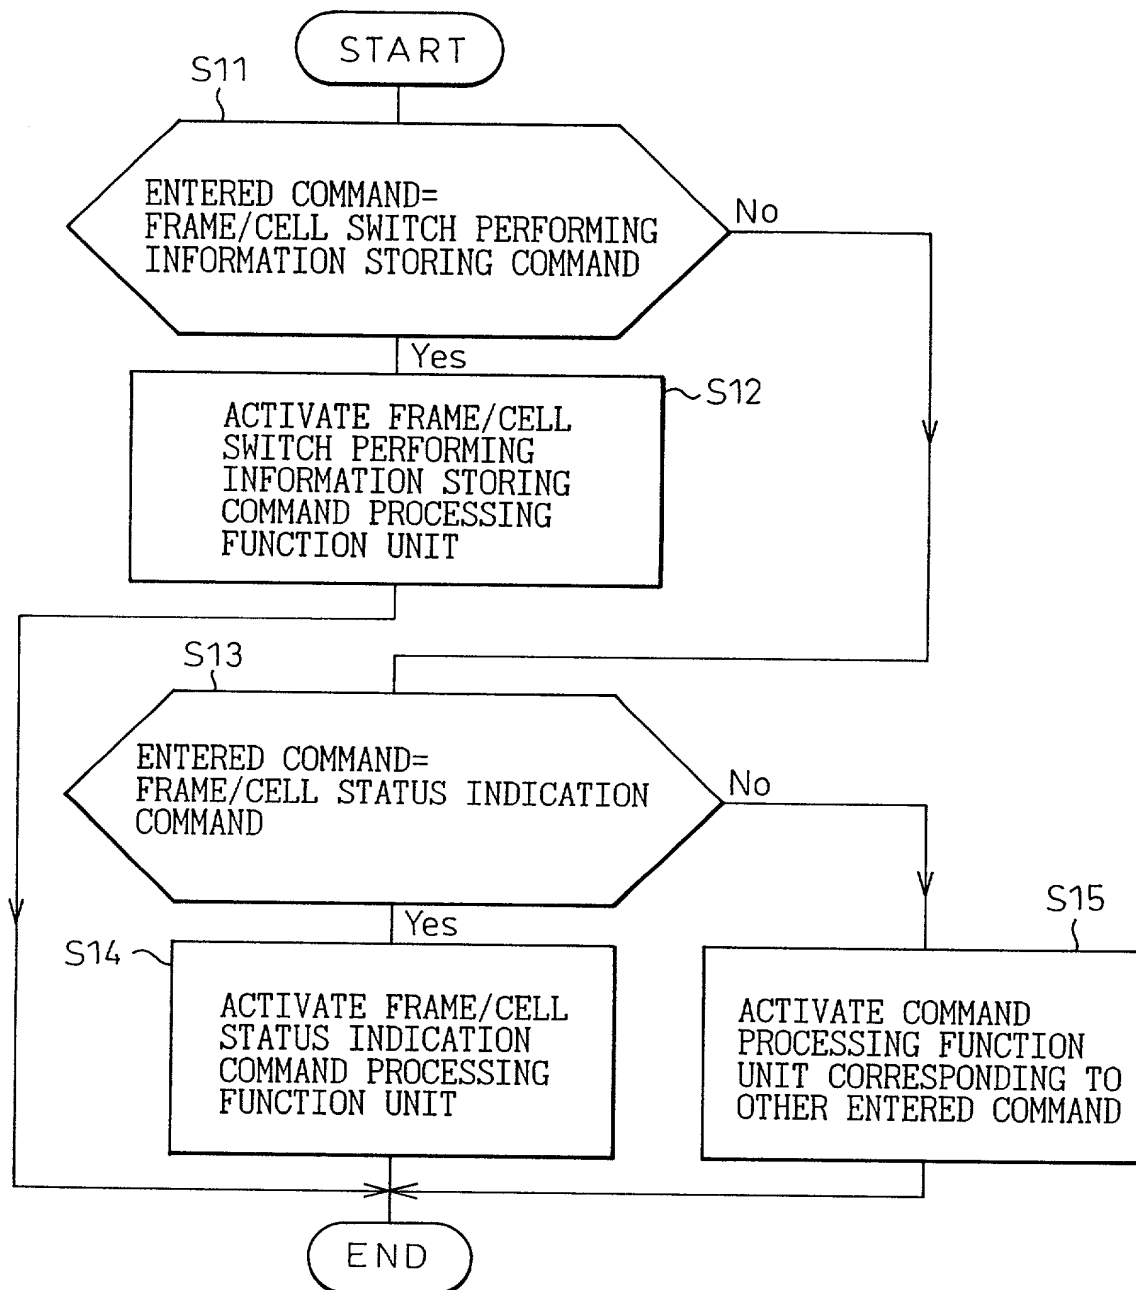 START
S11
ENTERED COMMAND=
FRAME/CELL SWITCH PERFORMING
INFORMATION STORING COMMAND
No
Yes
S12
ACTIVATE FRAME/CELL
SWITCH PERFORMING
INFORMATION STORING
COMMAND PROCESSING
FUNCTION UNIT
S13
ENTERED COMMAND=
FRAME/CELL STATUS INDICATION
COMMAND
No
Yes
S14
ACTIVATE FRAME/CELL
STATUS INDICATION
COMMAND PROCESSING
FUNCTION UNIT
S15
ACTIVATE COMMAND
PROCESSING FUNCTION
UNIT CORRESPONDING TO
OTHER ENTERED COMMAND
END